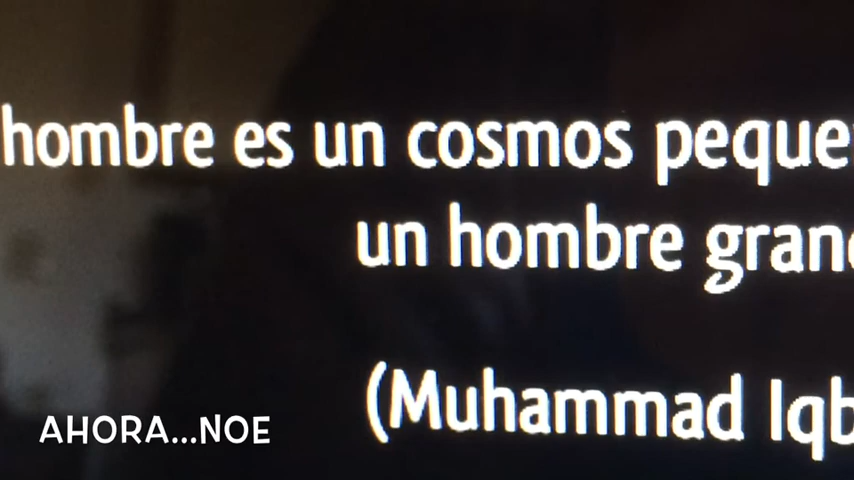 hombre es un cosmos peque
un hombre gran
(Muhammad Iqb
AHORA...NOE